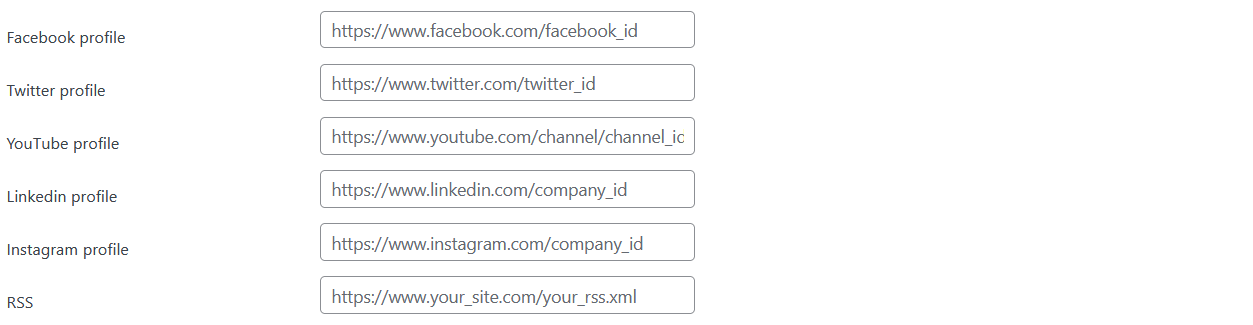 Facebook profile https://www.facebook.com/facebook_id
Twitter profile https://www.twitter.com/twitter_id
YouTube profile https://www.youtube.com/channel/channel_id
Linkedin profile https://www.linkedin.com/company_id
Instagram profile https://www.instagram.com/company_id
RSS https://www.your_site.com/your_rss.xml